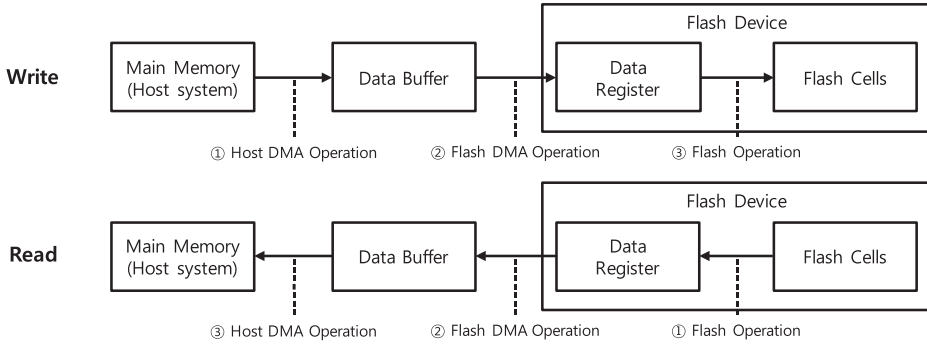 Flash Device
Write
Main Memory
(Host system)
Data Buffer
Data
Register
Flash Cells
① Host DMA Operation
② Flash DMA Operation
③ Flash Operation
Flash Device
Read
Main Memory
(Host system)
Data Buffer
Data
Register
Flash Cells
③ Host DMA Operation
② Flash DMA Operation
① Flash Operation